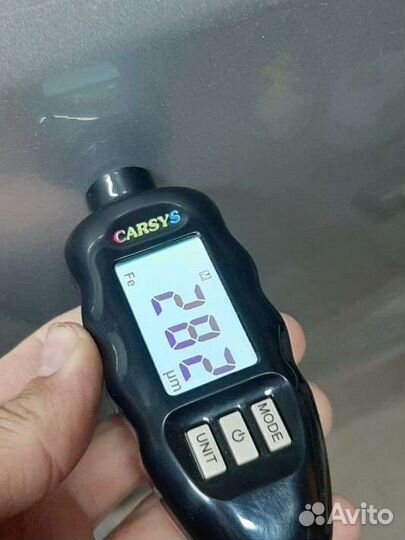 CARSYS
Fe
282
µm
UNIT
MODE
Avito